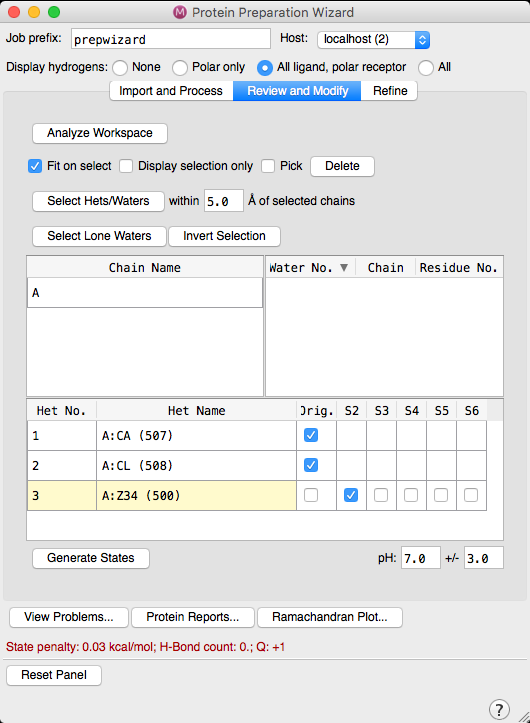 Protein Preparation Wizard
Job prefix: prepwizard Host: localhost (2)
Display hydrogens: None Polar only All ligand, polar receptor All
Import and Process Review and Modify Refine
Analyze Workspace
Fit on select Display selection only Pick Delete
Select Hets/Waters within 5.0 Å of selected chains
Select Lone Waters Invert Selection
Chain Name Water No. ▼ Chain Residue No.
A
Het No. Het Name Orig. S2 S3 S4 S5 S6
1 A:CA (507)
2 A:CL (508)
3 A:Z34 (500)
Generate States pH: 7.0 +/- 3.0
View Problems... Protein Reports... Ramachandran Plot...
State penalty: 0.03 kcal/mol; H-Bond count: 0.; Q: +1
Reset Panel
?